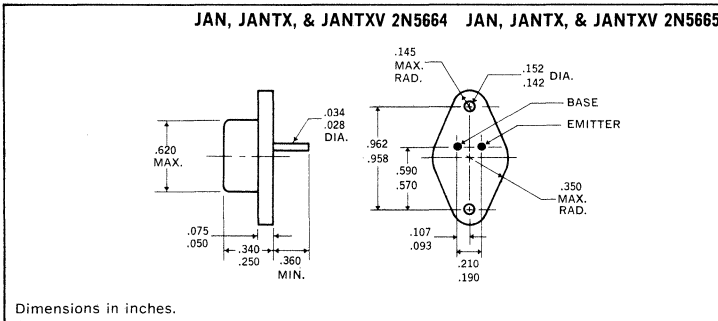 JAN, JANTX, & JANTXV 2N5664 JAN, JANTX, & JANTXV 2N5665
.145
MAX.
RAD.
.152
.142 DIA.
BASE
EMITTER
.034
.028
DIA.
.620
MAX.
.962
.958
.590
.570
.350
MAX.
RAD.
.075
.050
.340
.250
.360
MIN.
.107
.093
.210
.190
Dimensions in inches.